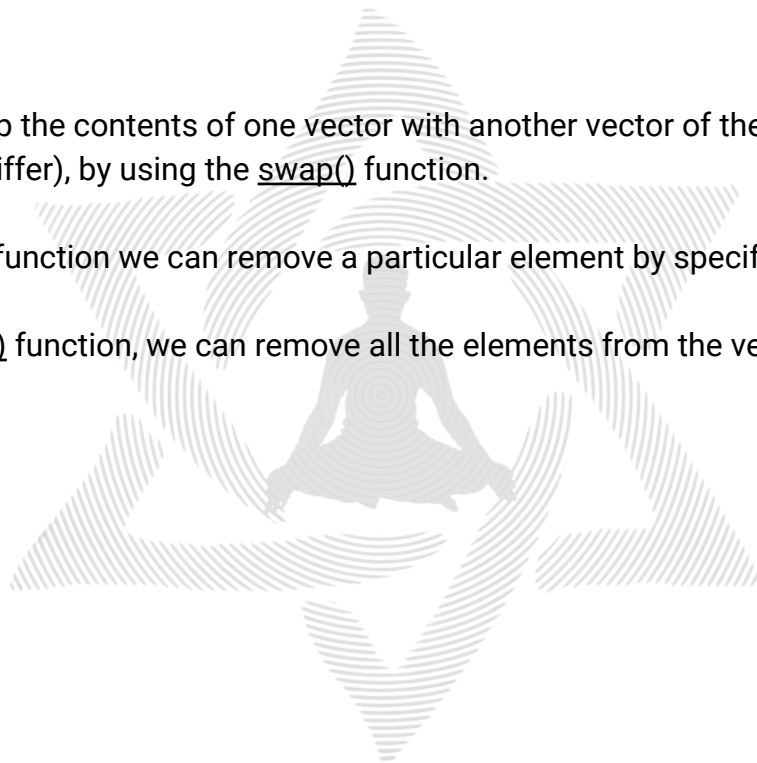 p the contents of one vector with another vector of the
iffer), by using the swap() function.
function we can remove a particular element by specif
) function, we can remove all the elements from the ve